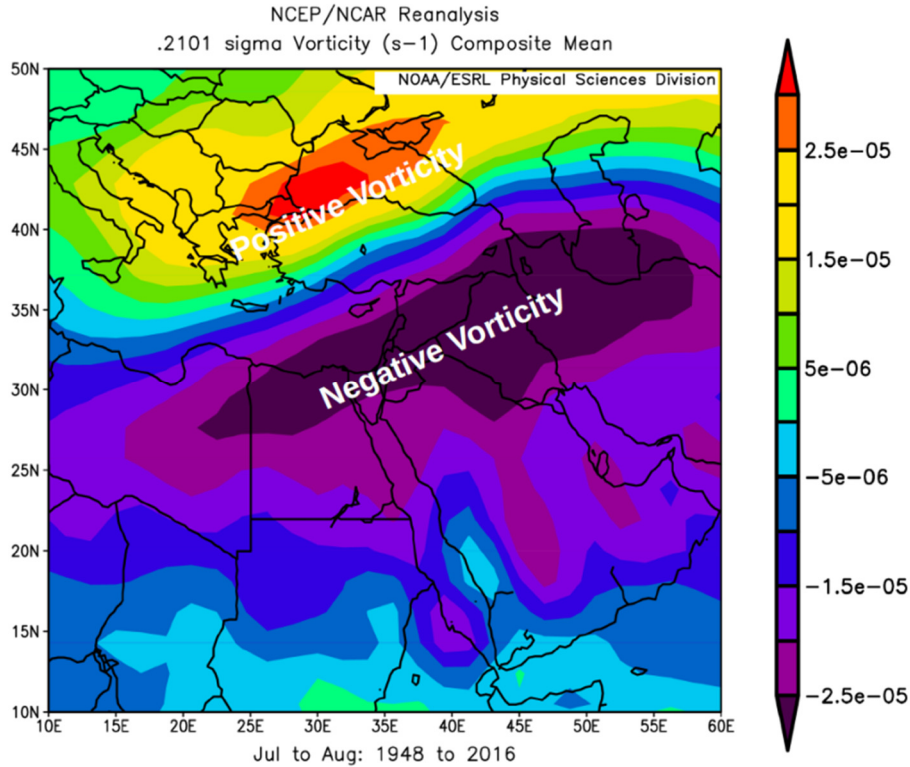 NCEP/NCAR Reanalysis
.2101 sigma Vorticity (s-1) Composite Mean
NOAA/ESRL Physical Sciences Division
50N
45N
40N
35N
30N
25N
20N
15N
10N
Positive Vorticity
Negative Vorticity
10E 15E 20E 25E 30E 35E 40E 45E 50E 55E 60E
Jul to Aug: 1948 to 2016
2.5e-05
1.5e-05
5e-06
-5e-06
-1.5e-05
-2.5e-05